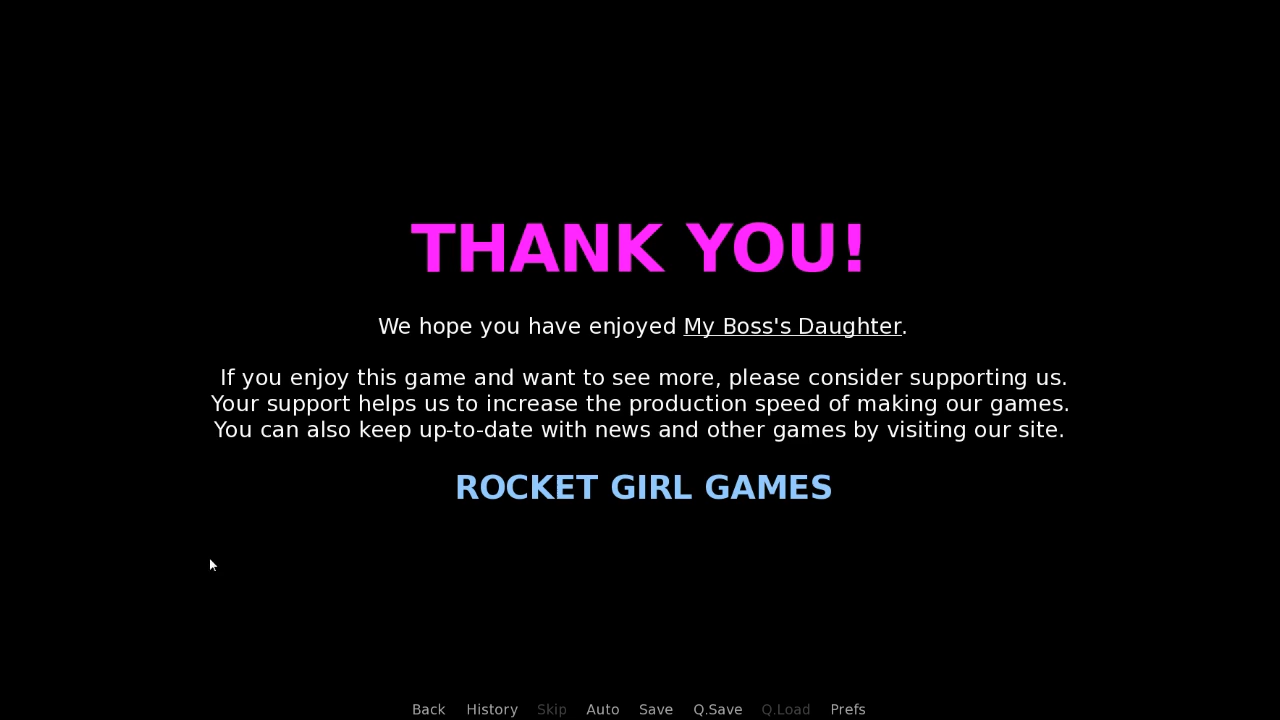 THANK YOU!
We hope you have enjoyed My Boss's Daughter.
If you enjoy this game and want to see more, please consider supporting us.
Your support helps us to increase the production speed of making our games.
You can also keep up-to-date with news and other games by visiting our site.
ROCKET GIRL GAMES
Back History Skip Auto Save Q.Save Q.Load Prefs